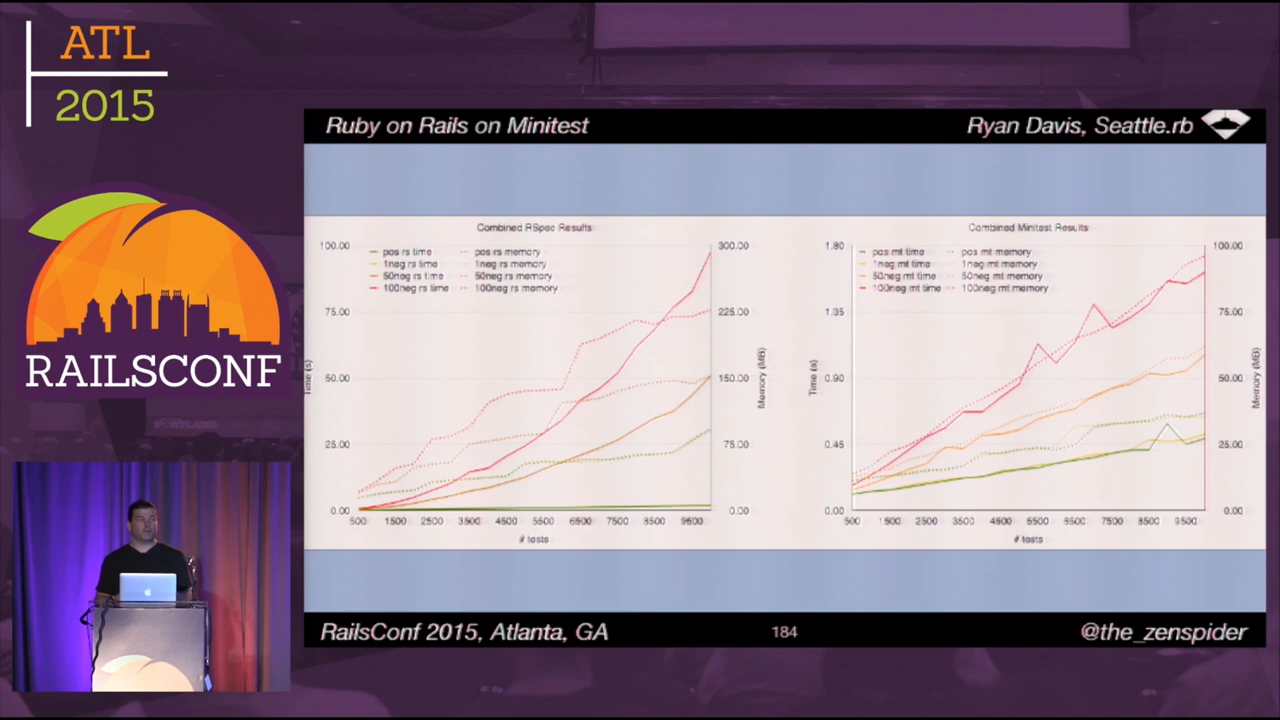 ATL
2015
RAILSCONF
Ruby on Rails on Minitest
Ryan Davis, Seattle.rb
Combined RSpec Results
pos rs time
pos rs memory
1neg rs time
1neg rs memory
50neg rs time
50neg rs memory
100neg rs time
100neg rs memory
100.00
75.00
50.00
25.00
0.00
Time (s)
300.00
225.00
150.00
75.00
0.00
Memory (MB)
500 1500 2500 3500 4500 5500 6500 7500 8500 9500
# tests
Combined Minitest Results
pos mt time
pos mt memory
1neg mt time
1neg mt memory
50neg mt time
50neg mt memory
100neg mt time
100neg mt memory
1.80
1.35
0.90
0.45
0.00
Time (s)
100.00
75.00
50.00
25.00
0.00
Memory (MB)
500 1500 2500 3500 4500 5500 6500 7500 8500 9500
# tests
RailsConf 2015, Atlanta, GA
184
@the_zenspider